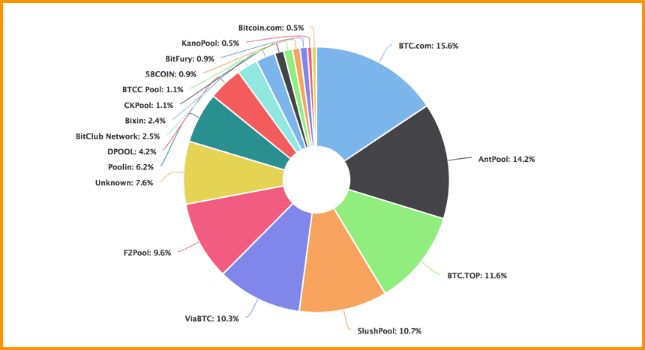 Bitcoin.com: 0.5%
KanoPool: 0.5%
BitFury: 0.9%
58COIN: 0.9%
BTCC Pool: 1.1%
CKPool: 1.1%
Bixin: 2.4%
BitClub Network: 2.5%
DPOOL: 4.2%
Poolin: 6.2%
Unknown: 7.6%
F2Pool: 9.6%
ViaBTC: 10.3%
SlushPool: 10.7%
BTC.TOP: 11.6%
AntPool: 14.2%
BTC.com: 15.6%